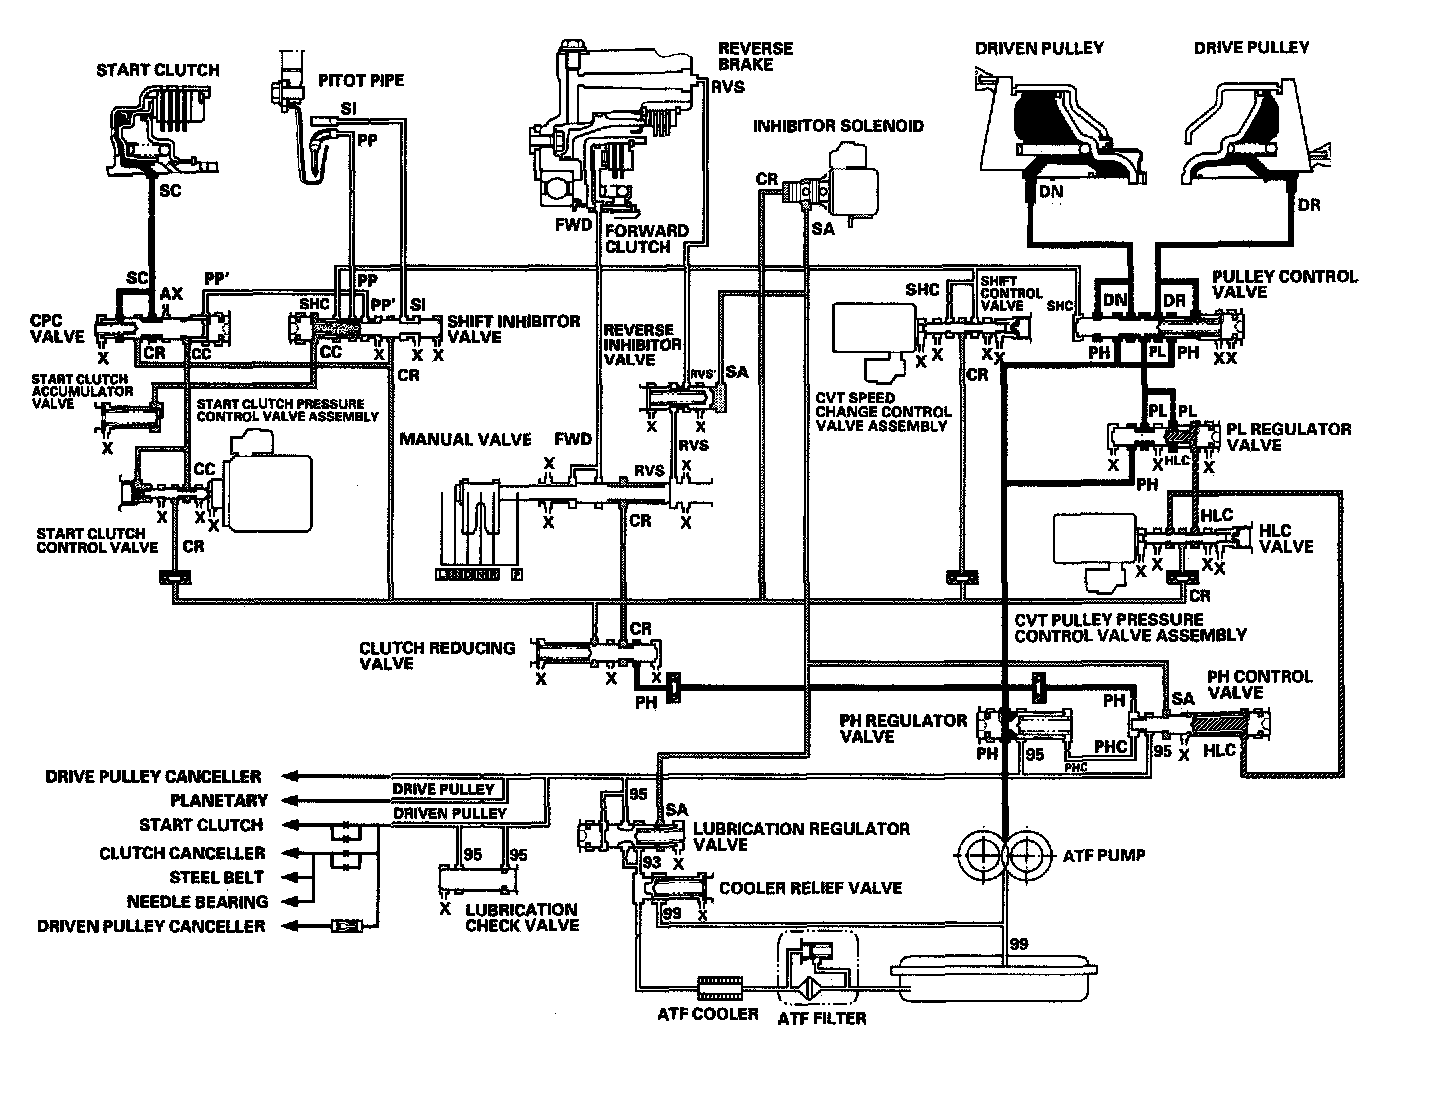 START CLUTCH
PITOT PIPE
REVERSE
BRAKE
RVS
DRIVEN PULLEY
DRIVE PULLEY
SI
PP
INHIBITOR SOLENOID
SC
CR
SA
FWD
FORWARD
CLUTCH
DN
DR
SC
PP'
AX
PP
SHC
PP'
SI
CPC
VALVE
X
CR
CC
CC
X
X
X
SHIFT INHIBITOR
VALVE
CR
REVERSE
INHIBITOR
VALVE
RVS'
SA
X
X
RVS
SHC
SHIFT
CONTROL
VALVE
SHC
X
X
X
X
CR
DN
DR
PULLEY CONTROL
VALVE
PH
PL
PH
XX
START CLUTCH
ACCUMULATOR
VALVE
X
START CLUTCH PRESSURE
CONTROL VALVE ASSEMBLY
CVT SPEED
CHANGE CONTROL
VALVE ASSEMBLY
PL
PL
PL REGULATOR
VALVE
X
X
HLC
X
PH
MANUAL VALVE
FWD
X
RVS
X
X
CR
X
CC
X
X
X
START CLUTCH
CONTROL VALVE
CR
P
HLC
HLC
VALVE
X
X
X
X
CR
CVT PULLEY PRESSURE
CONTROL VALVE ASSEMBLY
CLUTCH REDUCING
VALVE
CR
X
X
X
PH
PH CONTROL
VALVE
PH
SA
PH REGULATOR
VALVE
PH
95
PHC
PHC
95
X
HLC
DRIVE PULLEY CANCELLER
PLANETARY
START CLUTCH
CLUTCH CANCELLER
STEEL BELT
NEEDLE BEARING
DRIVEN PULLEY CANCELLER
DRIVE PULLEY
DRIVEN PULLEY
95
95
X
LUBRICATION
CHECK VALVE
95
SA
LUBRICATION REGULATOR
VALVE
93
X
COOLER RELIEF VALVE
99
X
ATF PUMP
99
ATF COOLER
ATF FILTER